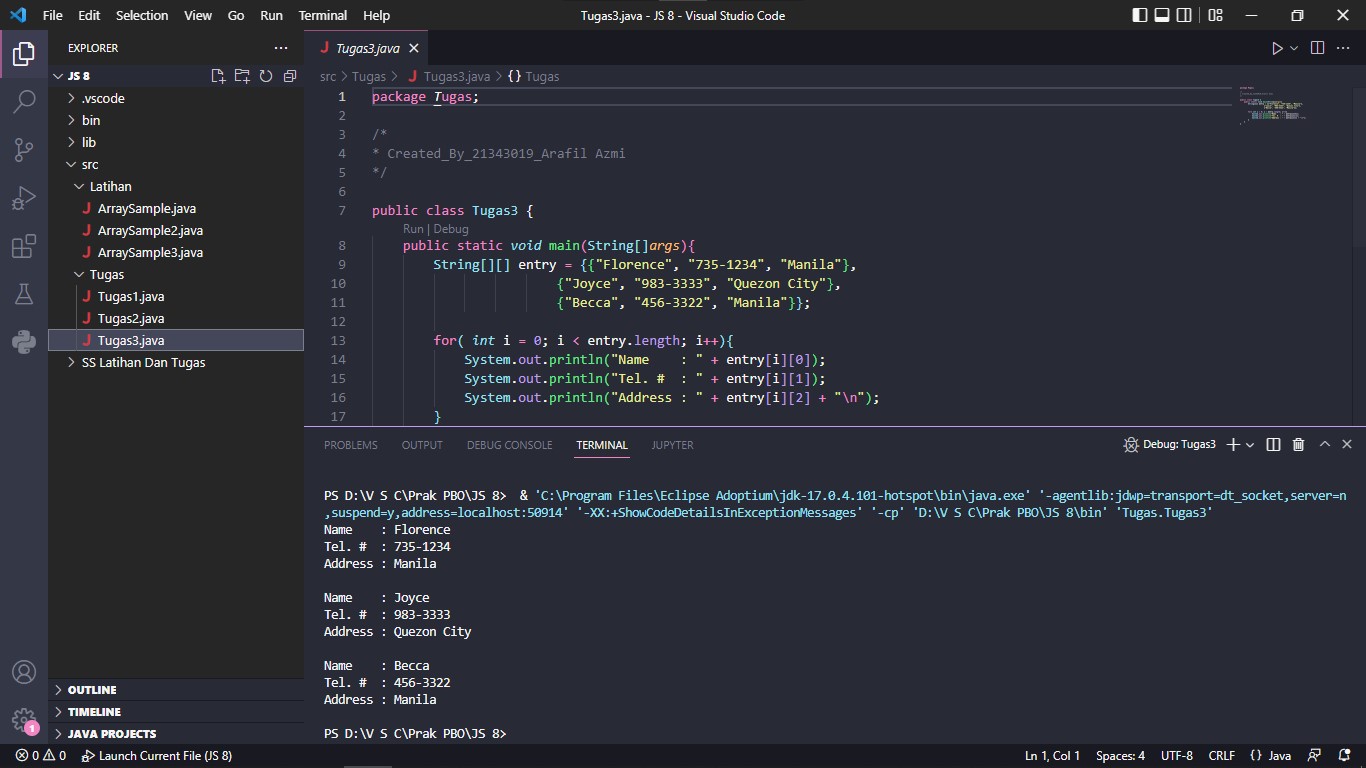 File Edit Selection View Go Run Terminal Help Tugas3.java - JS 8 - Visual Studio Code
EXPLORER
JS 8
.vscode
bin
lib
src
Latihan
ArraySample.java
ArraySample2.java
ArraySample3.java
Tugas
Tugas1.java
Tugas2.java
Tugas3.java
SS Latihan Dan Tugas
OUTLINE
TIMELINE
JAVA PROJECTS
1
Tugas3.java
src > Tugas > Tugas3.java > {} Tugas
1 package Tugas;
2
3 /*
4 * Created_By_21343019_Arafil Azmi
5 */
6
7 public class Tugas3 {
Run | Debug
8 public static void main(String[]args){
9 String[][] entry = {{"Florence", "735-1234", "Manila"},
10 {"Joyce", "983-3333", "Quezon City"},
11 {"Becca", "456-3322", "Manila"}};
12
13 for( int i = 0; i < entry.length; i++){
14 System.out.println("Name    : " + entry[i][0]);
15 System.out.println("Tel. #  : " + entry[i][1]);
16 System.out.println("Address : " + entry[i][2] + "\n");
17 }
PROBLEMS OUTPUT DEBUG CONSOLE TERMINAL JUPYTER Debug: Tugas3
PS D:\V S C\Prak PBO\JS 8>  & 'C:\Program Files\Eclipse Adoptium\jdk-17.0.4.101-hotspot\bin\java.exe' '-agentlib:jdwp=transport=dt_socket,server=n
,suspend=y,address=localhost:50914' '-XX:+ShowCodeDetailsInExceptionMessages' '-cp' 'D:\V S C\Prak PBO\JS 8\bin' 'Tugas.Tugas3'
Name    : Florence
Tel. #  : 735-1234
Address : Manila
Name    : Joyce
Tel. #  : 983-3333
Address : Quezon City
Name    : Becca
Tel. #  : 456-3322
Address : Manila
PS D:\V S C\Prak PBO\JS 8>
0 0 Launch Current File (JS 8) Ln 1, Col 1 Spaces: 4 UTF-8 CRLF {} Java